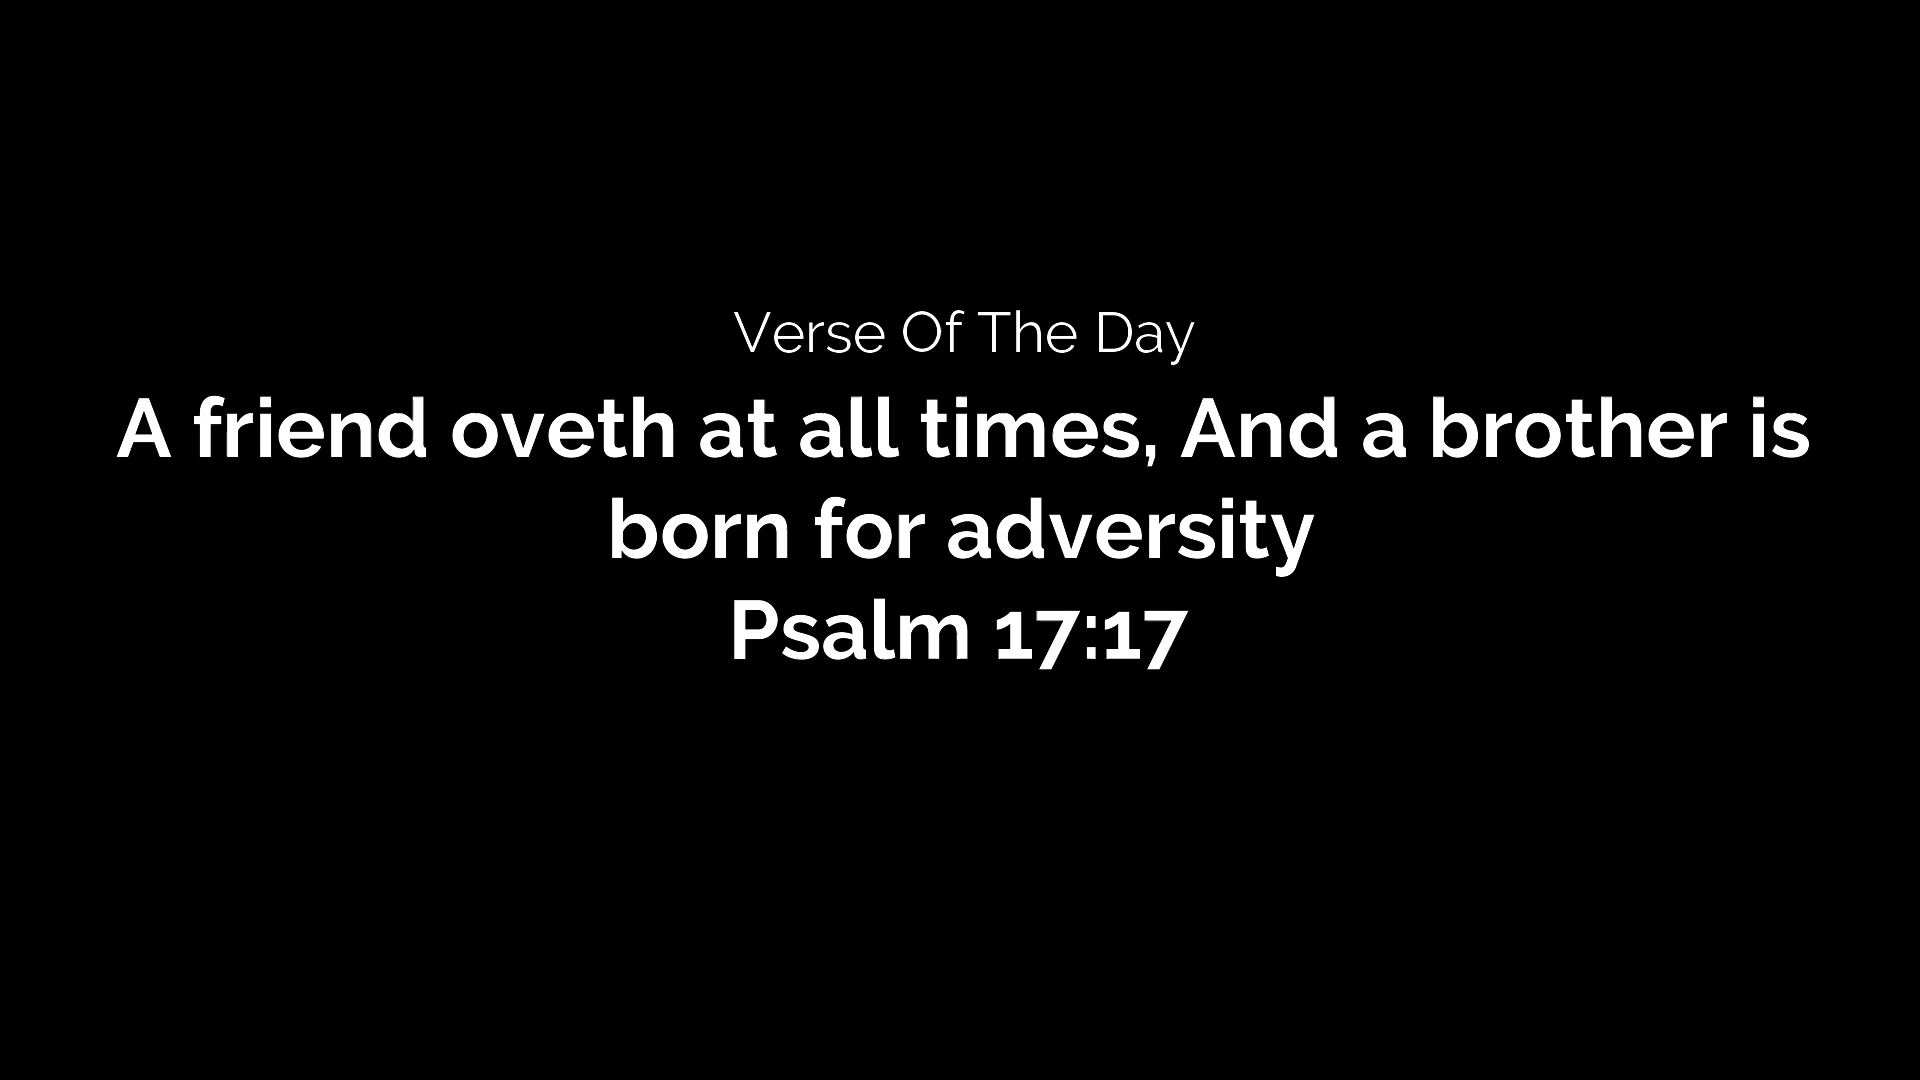 Verse Of The Day
A friend oveth at all times, And a brother is
born for adversity
Psalm 17:17